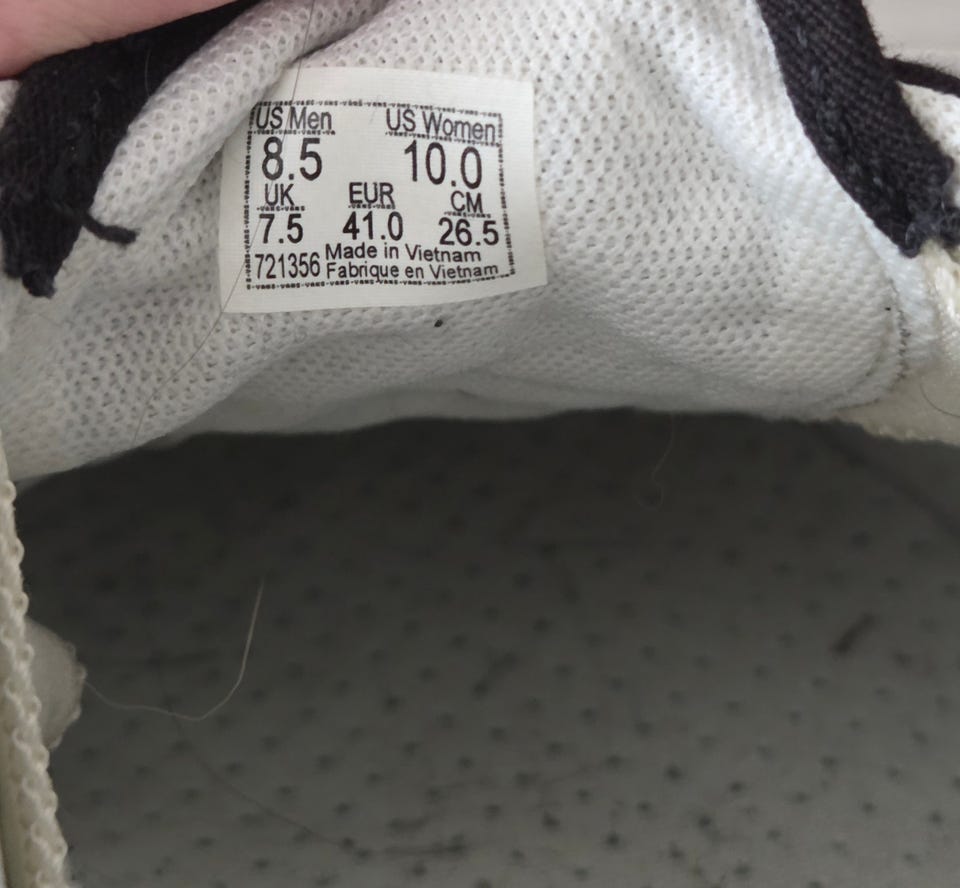 US Men US Women
8.5 10.0
UK EUR CM
7.5 41.0 26.5
721356 Made in Vietnam
Fabrique en Vietnam